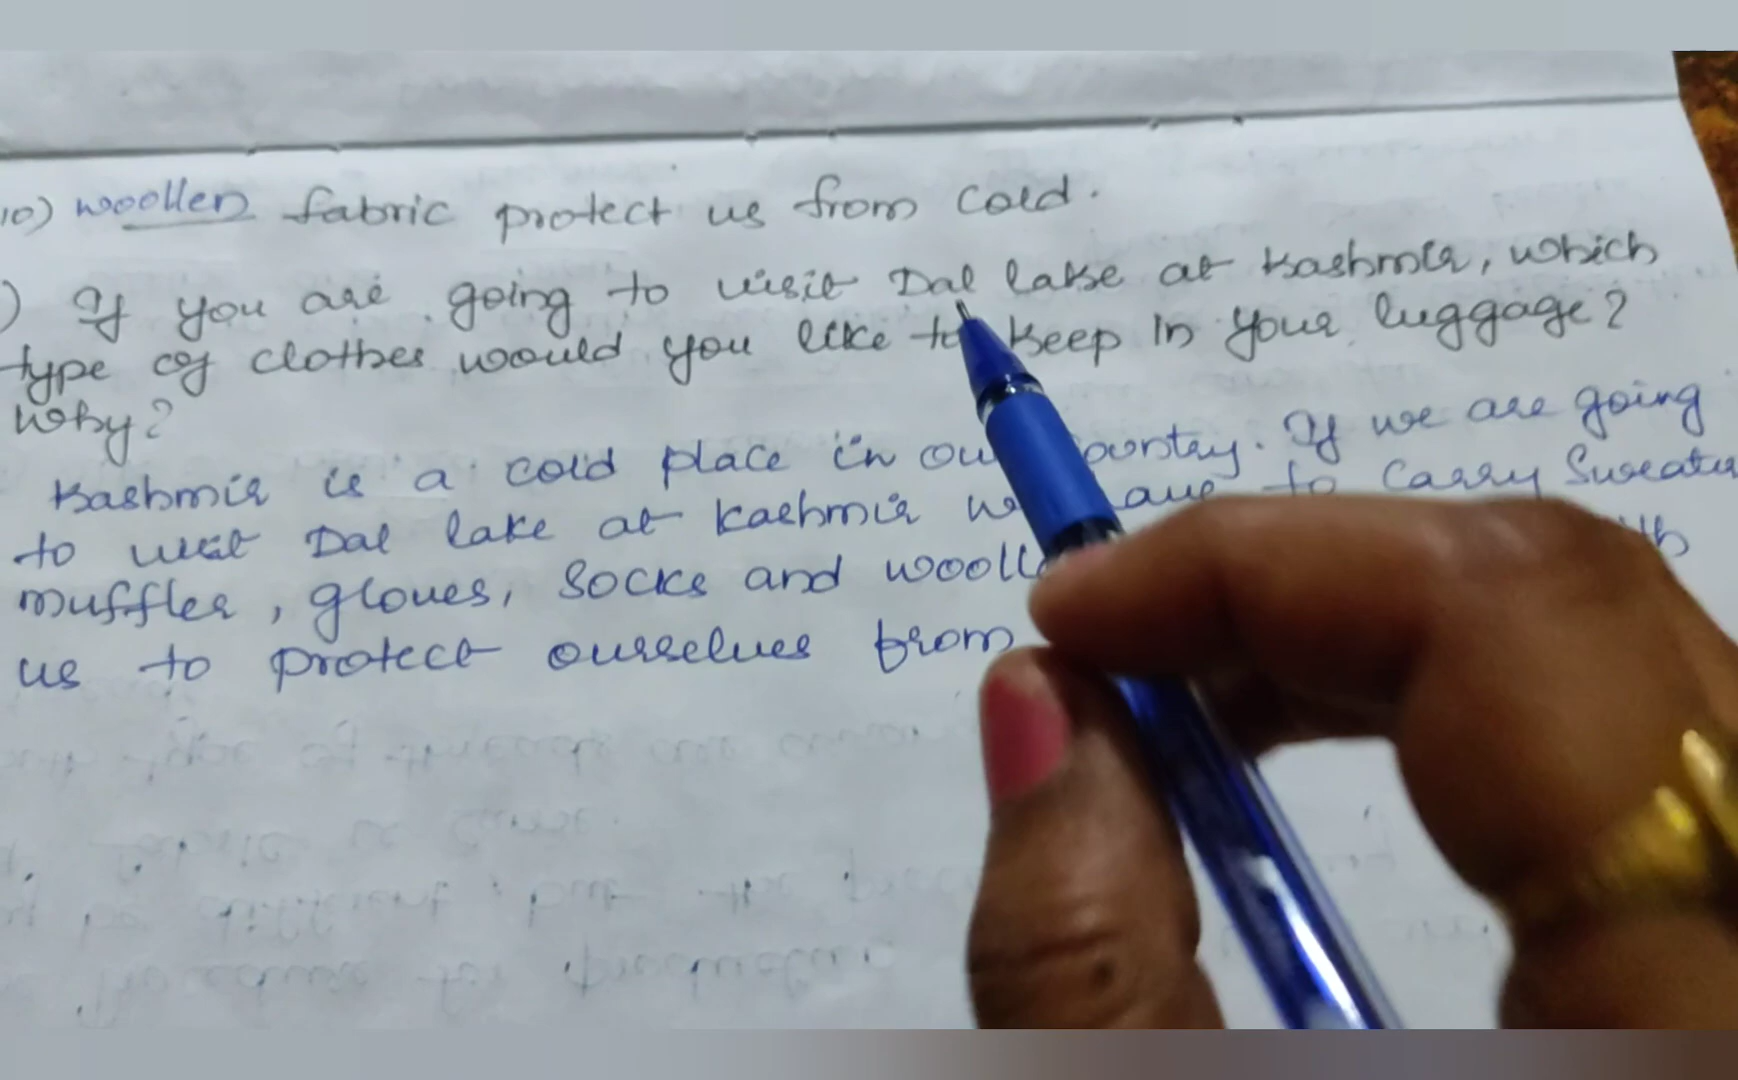 10) woollen fabric protect us from cold.
) If you are going to visit Dal lake at Kashmir, which
type of clothes would you like to keep in your luggage?
Why?
Kashmir is a cold place in our country. If we are going
to visit Dal lake at Kashmir we have to carry Sweater
muffler, gloves, socks and
us to protect ourselves from